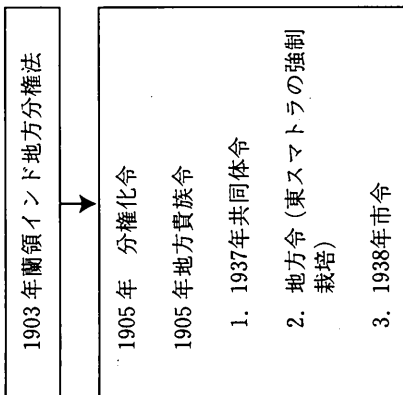 1903年蘭領インド地方分権法
1905年 分権化令
1905年地方貴族令
1. 1937年共同体令
2. 地方令（東スマトラの強制
栽培）
3. 1938年市令